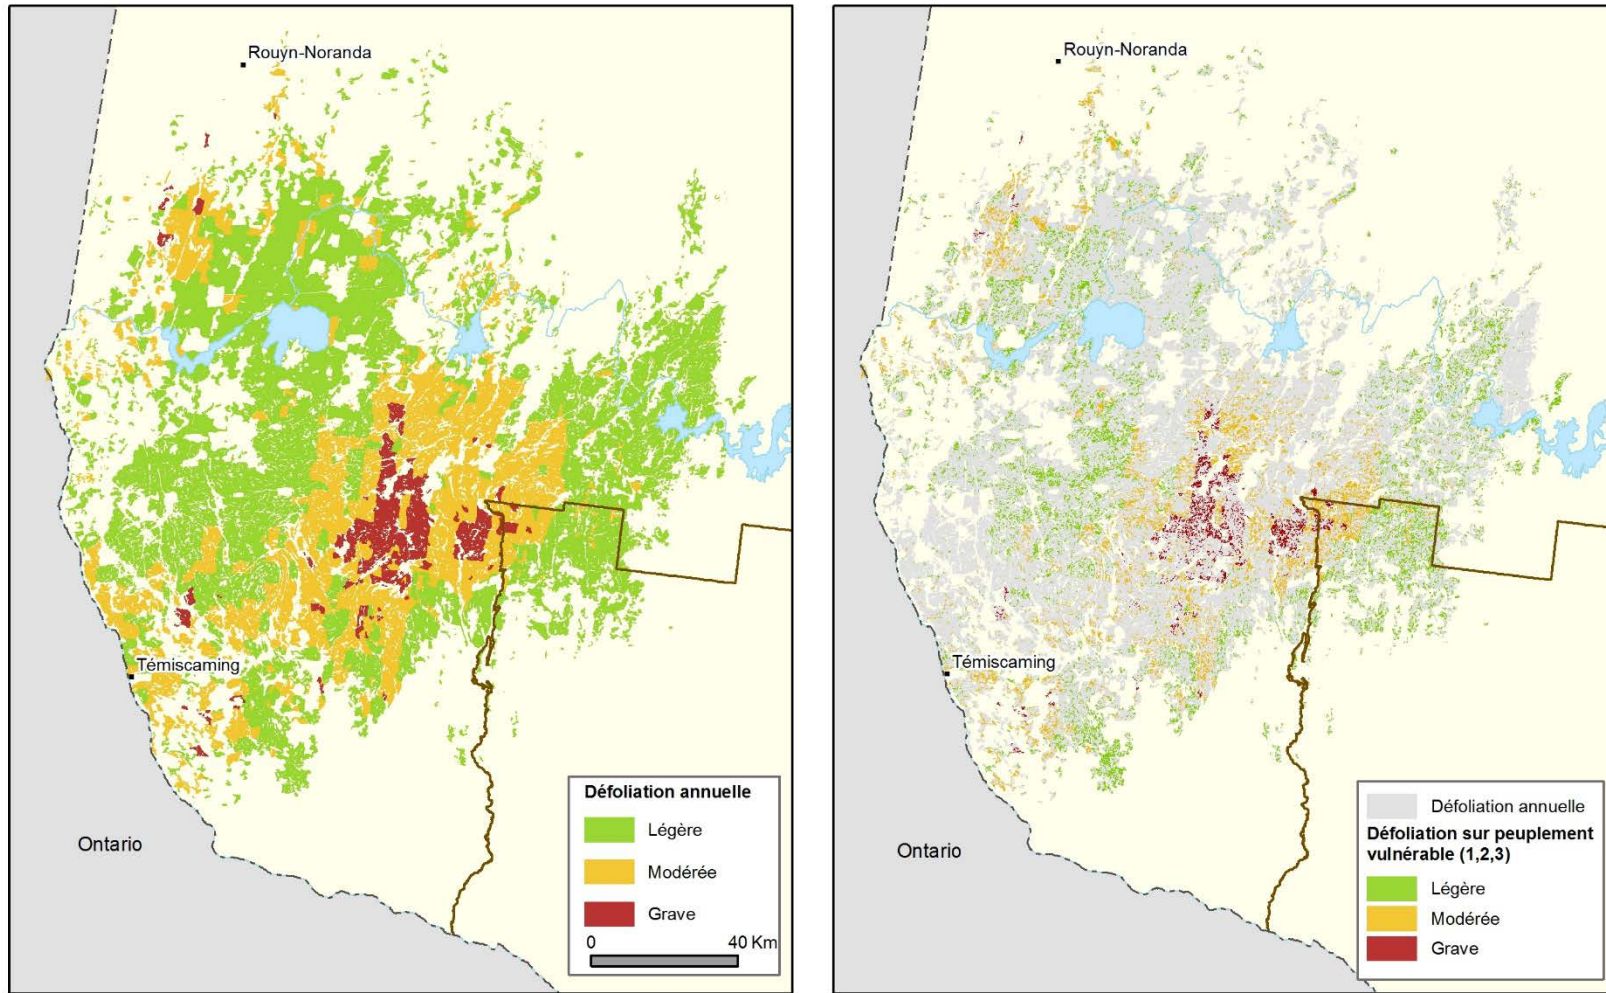 Rouyn-Noranda
Témiscaming
Ontario
Défoliation annuelle
Légère
Modérée
Grave
0 40 Km
Rouyn-Noranda
Témiscaming
Ontario
Défoliation annuelle
Défoliation sur peuplement
vulnérable (1,2,3)
Légère
Modérée
Grave